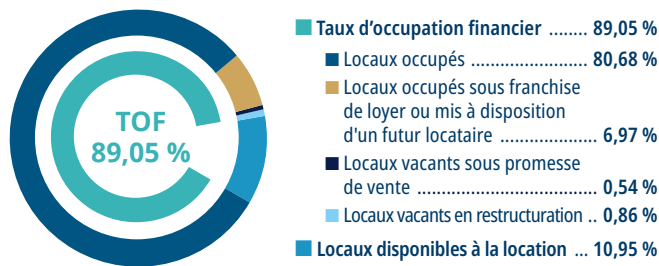 TOF
89,05 %
Taux d'occupation financier ........ 89,05 %
Locaux occupés ...................... 80,68 %
Locaux occupés sous franchise
de loyer ou mis à disposition
d'un futur locataire .................. 6,97 %
Locaux vacants sous promesse
de vente ................................. 0,54 %
Locaux vacants en restructuration .. 0,86 %
Locaux disponibles à la location ... 10,95 %